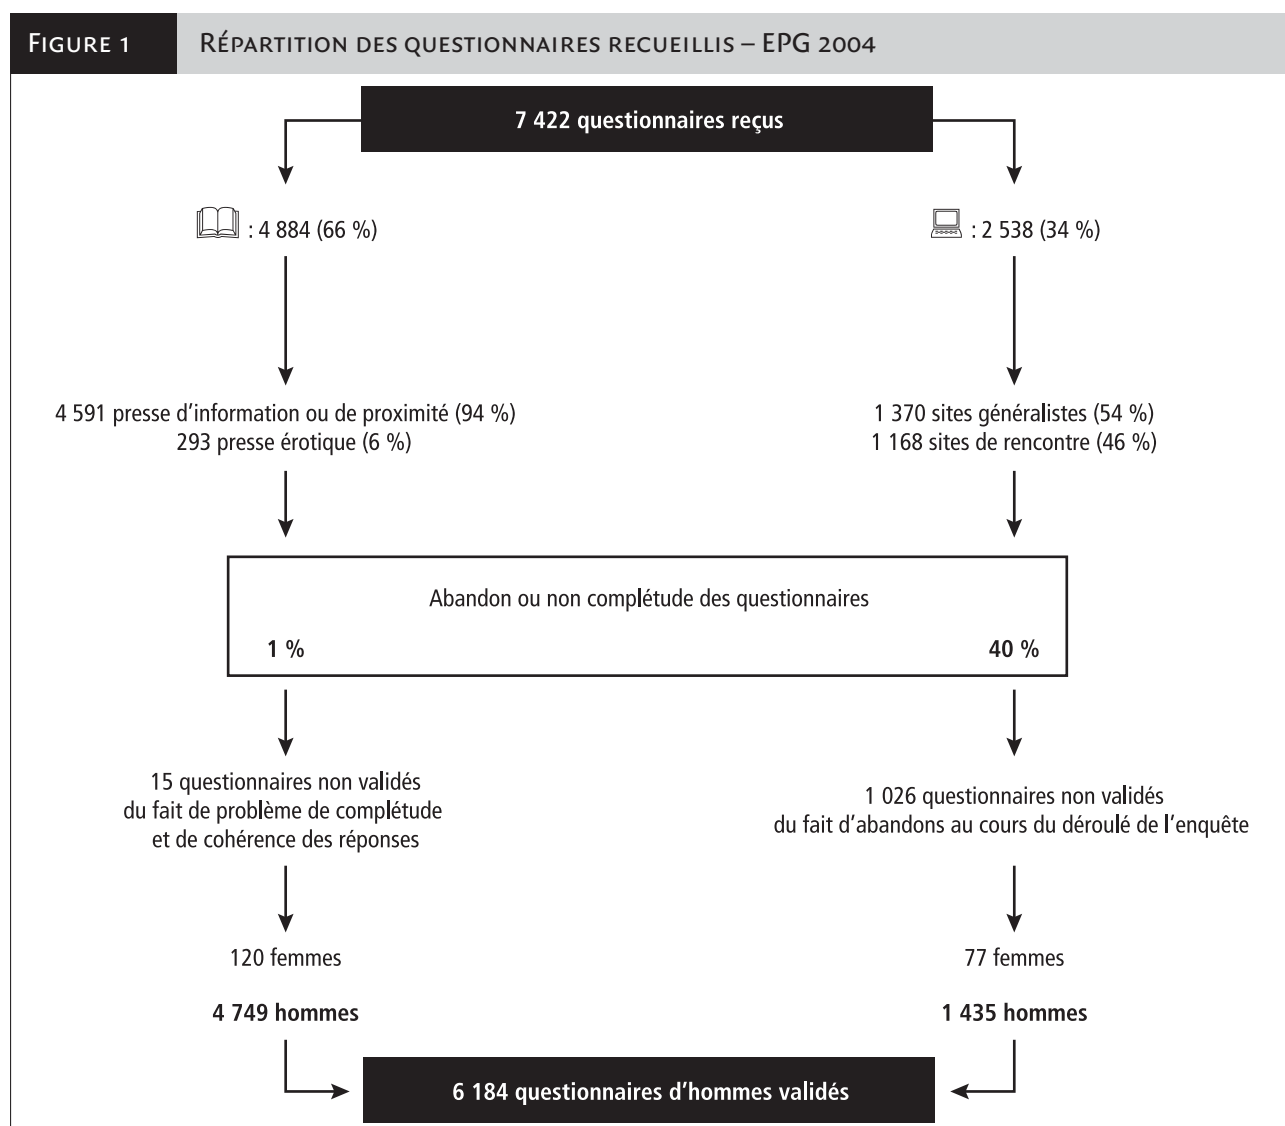 FIGURE 1
RÉPARTITION DES QUESTIONNAIRES RECUEILLIS – EPG 2004
7 422 questionnaires reçus
: 4 884 (66 %)
: 2 538 (34 %)
4 591 presse d'information ou de proximité (94 %)
293 presse érotique (6 %)
1 370 sites généralistes (54 %)
1 168 sites de rencontre (46 %)
Abandon ou non complétude des questionnaires
1 %
40 %
15 questionnaires non validés
du fait de problème de complétude
et de cohérence des réponses
1 026 questionnaires non validés
du fait d'abandons au cours du déroulé de l'enquête
120 femmes
77 femmes
4 749 hommes
1 435 hommes
6 184 questionnaires d'hommes validés